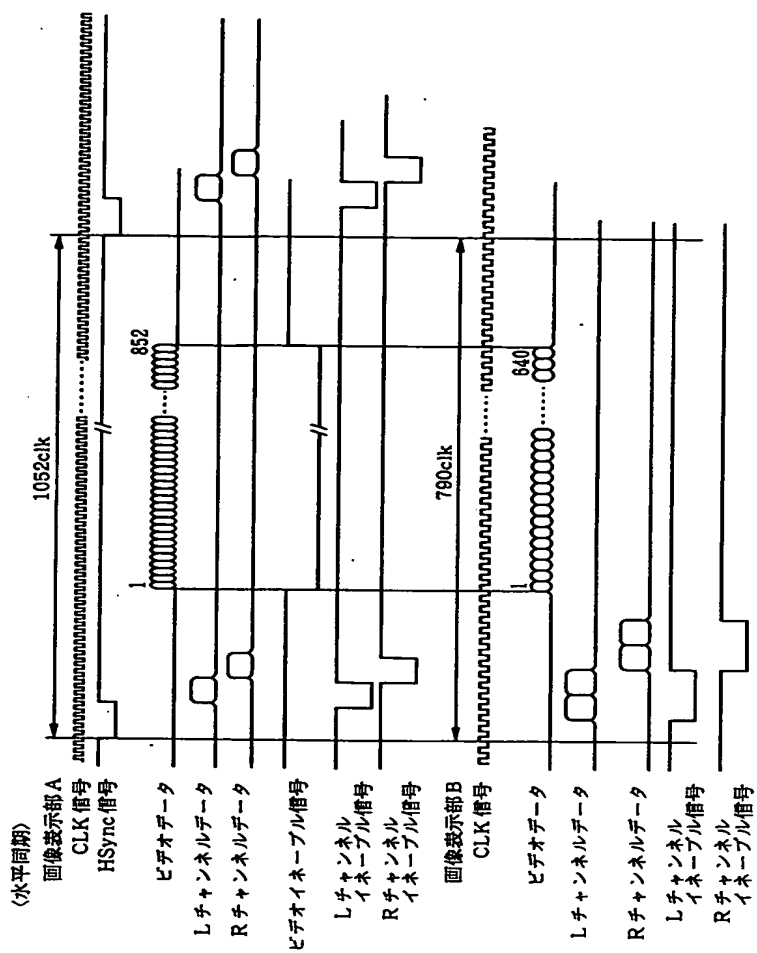 〈水平同期〉
画像表示部A
CLK信号
HSync信号
ビデオデータ
Lチャンネルデータ
Rチャンネルデータ
ビデオイネーブル信号
Lチャンネル
イネーブル信号
Rチャンネル
イネーブル信号
1052clk
1
852
画像表示部B
CLK信号
ビデオデータ
Lチャンネルデータ
Rチャンネルデータ
Lチャンネル
イネーブル信号
Rチャンネル
イネーブル信号
790clk
1
640